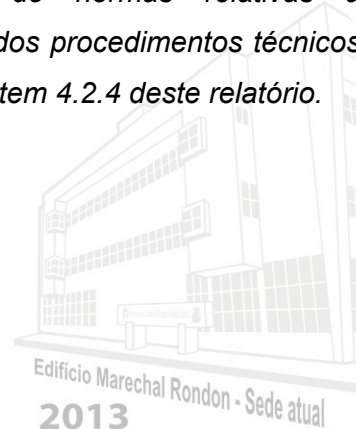 de normas relativas
dos procedimentos técnicos
tem 4.2.4 deste relatório.
Edifício Marechal Rondon - Sede atual
2013